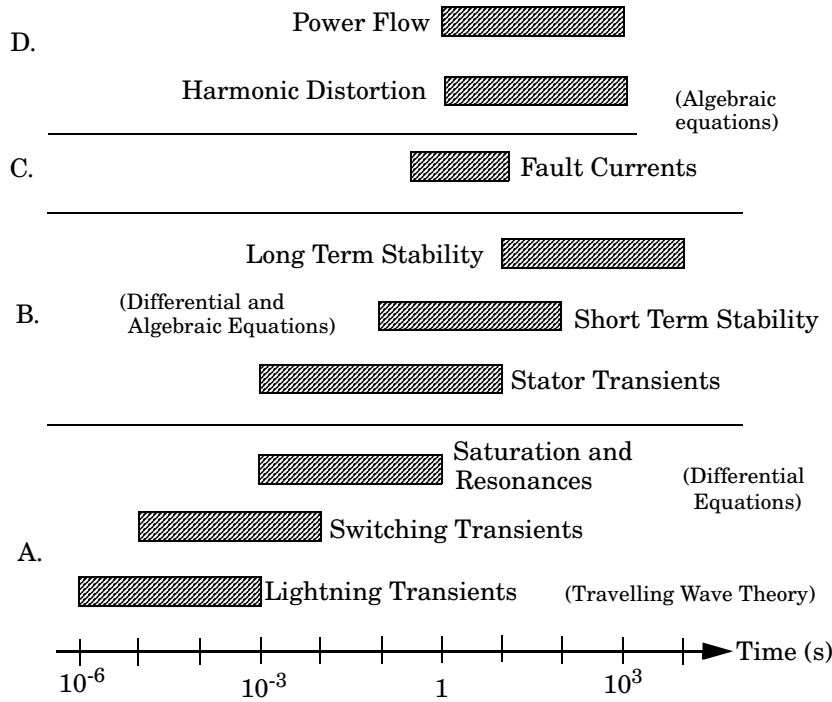 D.
Power Flow
Harmonic Distortion
(Algebraic
equations)
C.
Fault Currents
Long Term Stability
B.
(Differential and
Algebraic Equations)
Short Term Stability
Stator Transients
Saturation and
Resonances
(Differential
Equations)
Switching Transients
A.
Lightning Transients
(Travelling Wave Theory)
Time (s)
10-6
10-3
1
103